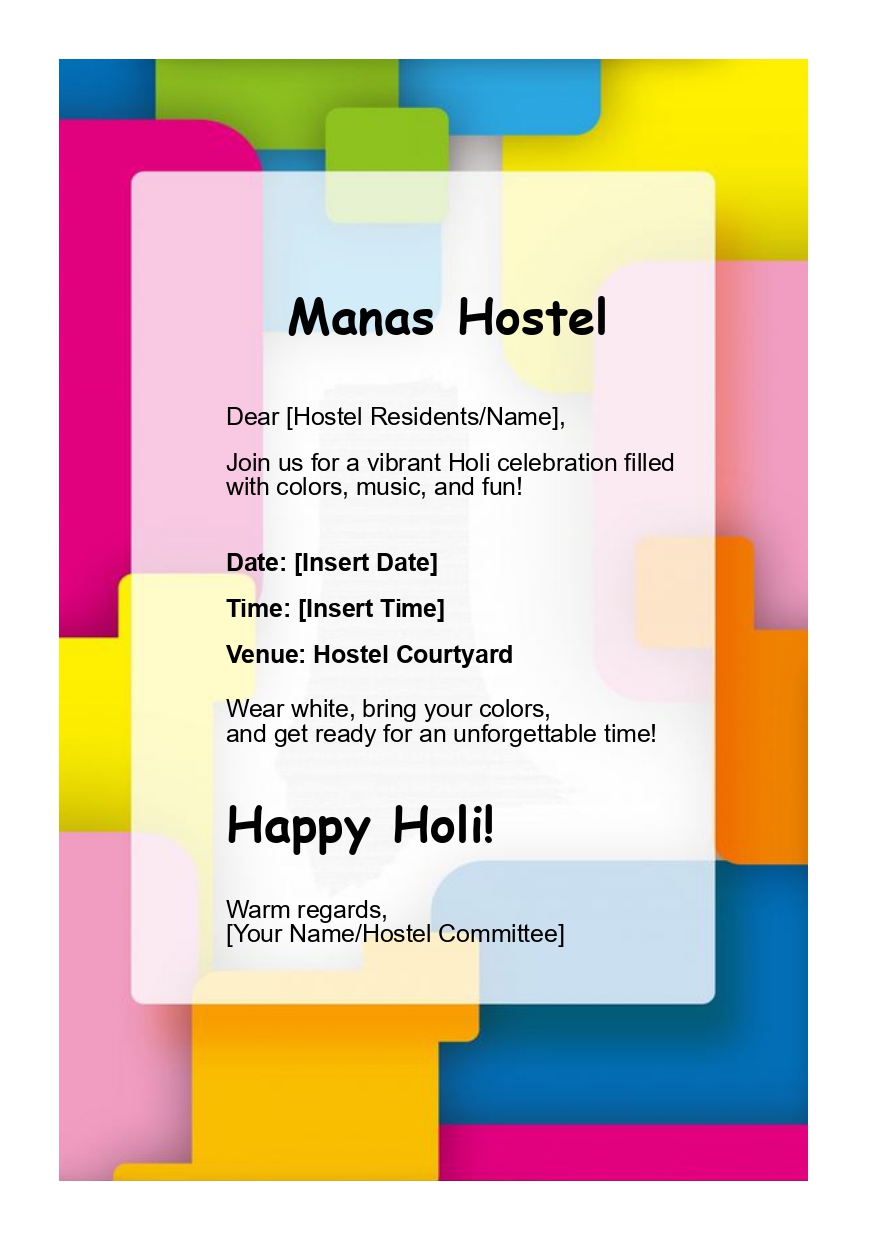 Manas Hostel
Dear [Hostel Residents/Name],
Join us for a vibrant Holi celebration filled
with colors, music, and fun!
Date: [Insert Date]
Time: [Insert Time]
Venue: Hostel Courtyard
Wear white, bring your colors,
and get ready for an unforgettable time!
Happy Holi!
Warm regards,
[Your Name/Hostel Committee]